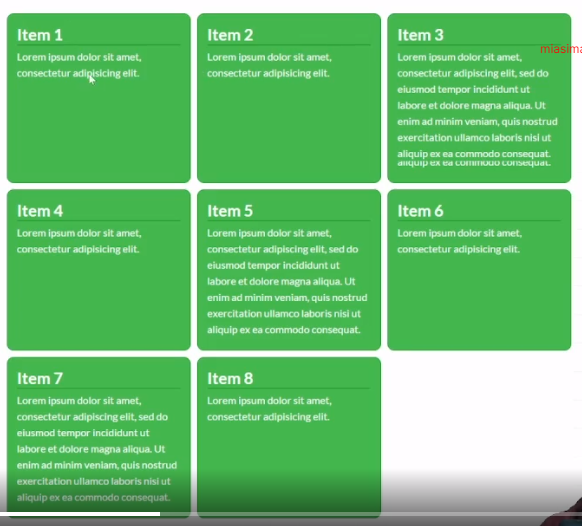 Item 1
Lorem ipsum dolor sit amet,
consectetur adipisicing elit.
Item 2
Lorem ipsum dolor sit amet,
consectetur adipisicing elit.
Item 3
Lorem ipsum dolor sit amet,
consectetur adipiscing elit, sed do
eiusmod tempor incididunt ut
labore et dolore magna aliqua. Ut
enim ad minim veniam, quis nostrud
exercitation ullamco laboris nisi ut
aliquip ex ea commodo consequat.
aliquip ex ea commodo consequat.
Item 4
Lorem ipsum dolor sit amet,
consectetur adipisicing elit.
Item 5
Lorem ipsum dolor sit amet,
consectetur adipiscing elit, sed do
eiusmod tempor incididunt ut
labore et dolore magna aliqua. Ut
enim ad minim veniam, quis nostrud
exercitation ullamco laboris nisi ut
aliquip ex ea commodo consequat.
Item 6
Lorem ipsum dolor sit amet,
consectetur adipisicing elit.
Item 7
Lorem ipsum dolor sit amet,
consectetur adipiscing elit, sed do
eiusmod tempor incididunt ut
labore et dolore magna aliqua. Ut
enim ad minim veniam, quis nostrud
exercitation ullamco laboris nisi ut
aliquip ex ea commodo consequat.
Item 8
Lorem ipsum dolor sit amet,
consectetur adipisicing elit.